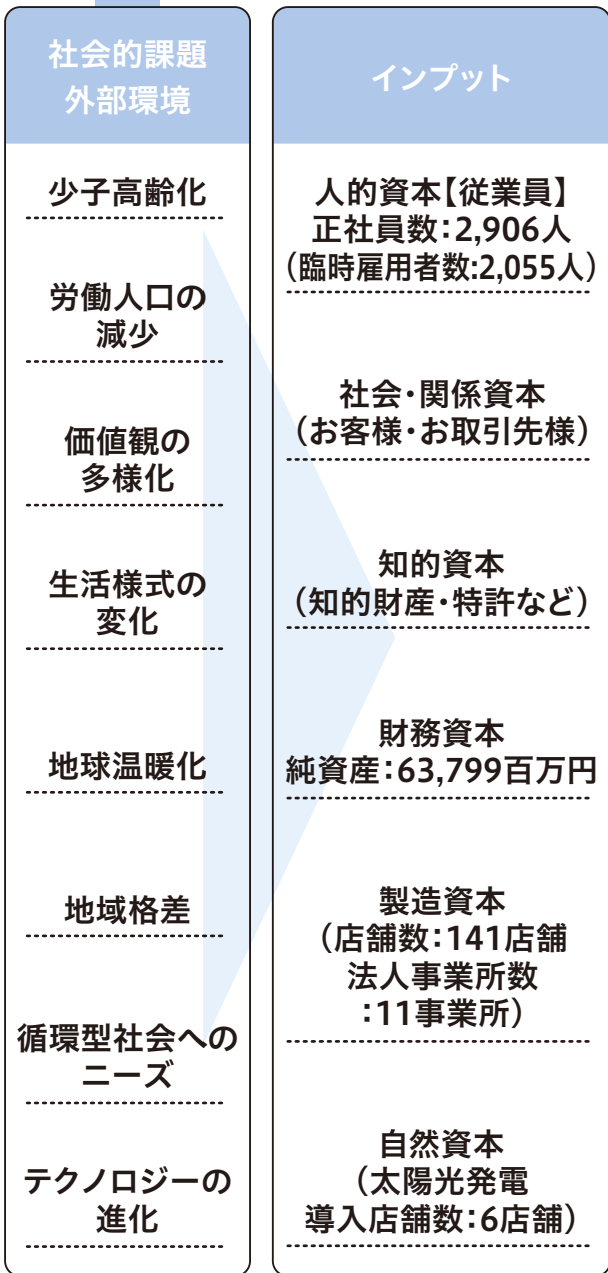 社会的課題
外部環境
少子高齢化
労働人口の
減少
価値観の
多様化
生活様式の
変化
地球温暖化
地域格差
循環型社会への
ニーズ
テクノロジーの
進化
インプット
人的資本【従業員】
正社員数：2,906人
（臨時雇用者数:2,055人）
社会・関係資本
（お客様・お取引先様）
知的資本
（知的財産・特許など）
財務資本
純資産：63,799百万円
製造資本
（店舗数：141店舗
法人事業所数
：11事業所）
自然資本
（太陽光発電
導入店舗数：6店舗）